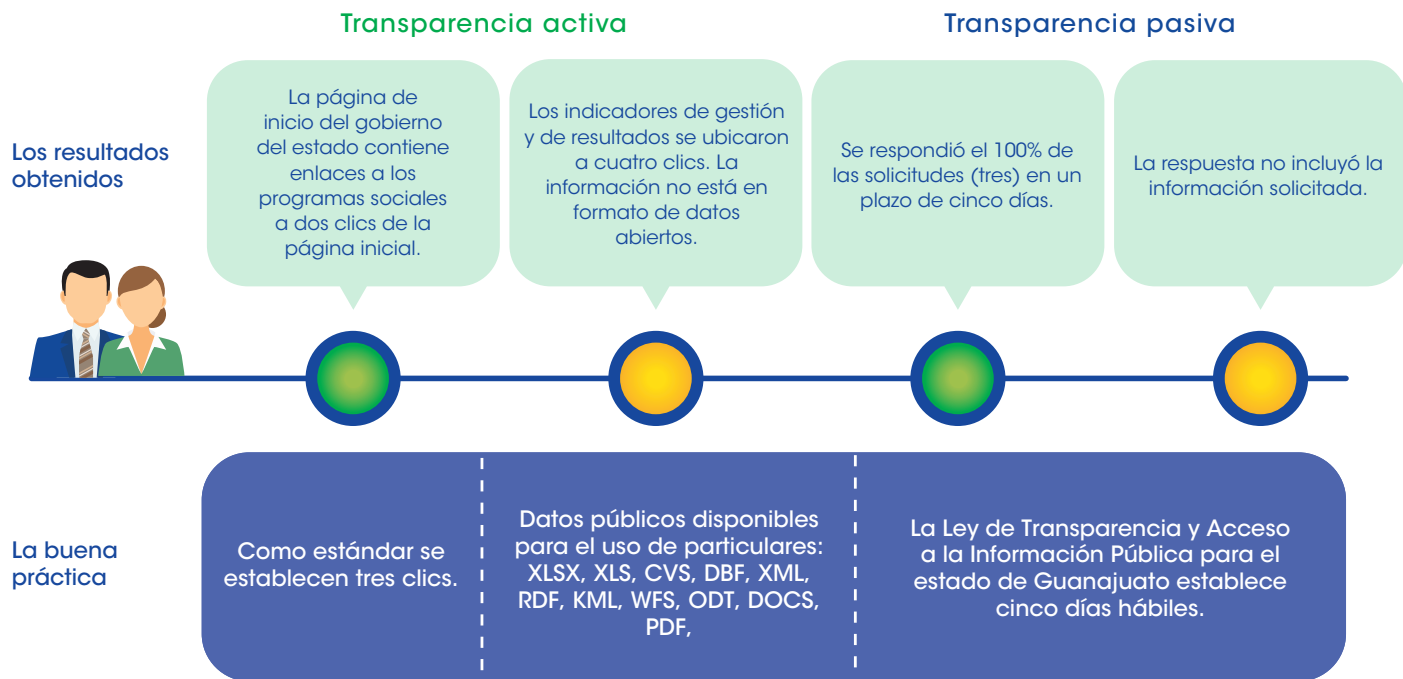 Transparencia activa
Transparencia pasiva
Los resultados
obtenidos
La página de
inicio del gobierno
del estado contiene
enlaces a los
programas sociales
a dos clics de la
página inicial.
Los indicadores de gestión
y de resultados se ubicaron
a cuatro clics. La
información no está en
formato de datos
abiertos.
Se respondió el 100% de
las solicitudes (tres) en un
plazo de cinco días.
La respuesta no incluyó la
información solicitada.
La buena
práctica
Como estándar se
establecen tres clics.
Datos públicos disponibles
para el uso de particulares:
XLSX, XLS, CVS, DBF, XML,
RDF, KML, WFS, ODT, DOCS,
PDF,
La Ley de Transparencia y Acceso
a la Información Pública para el
estado de Guanajuato establece
cinco días hábiles.